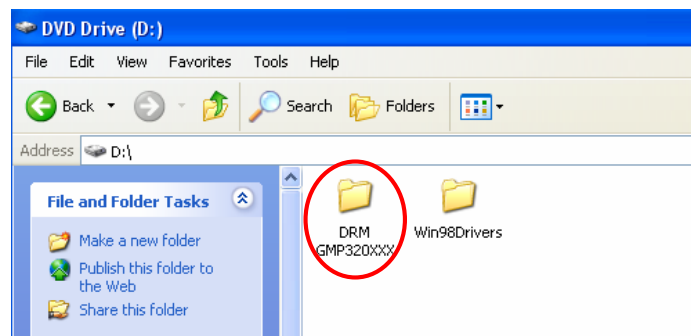 DVD Drive (D:)
File Edit View Favorites Tools Help
Back Search Folders
Address D:\
File and Folder Tasks
Make a new folder
Publish this folder to
the Web
Share this folder
DRM
GMP320XXX
Win98Drivers